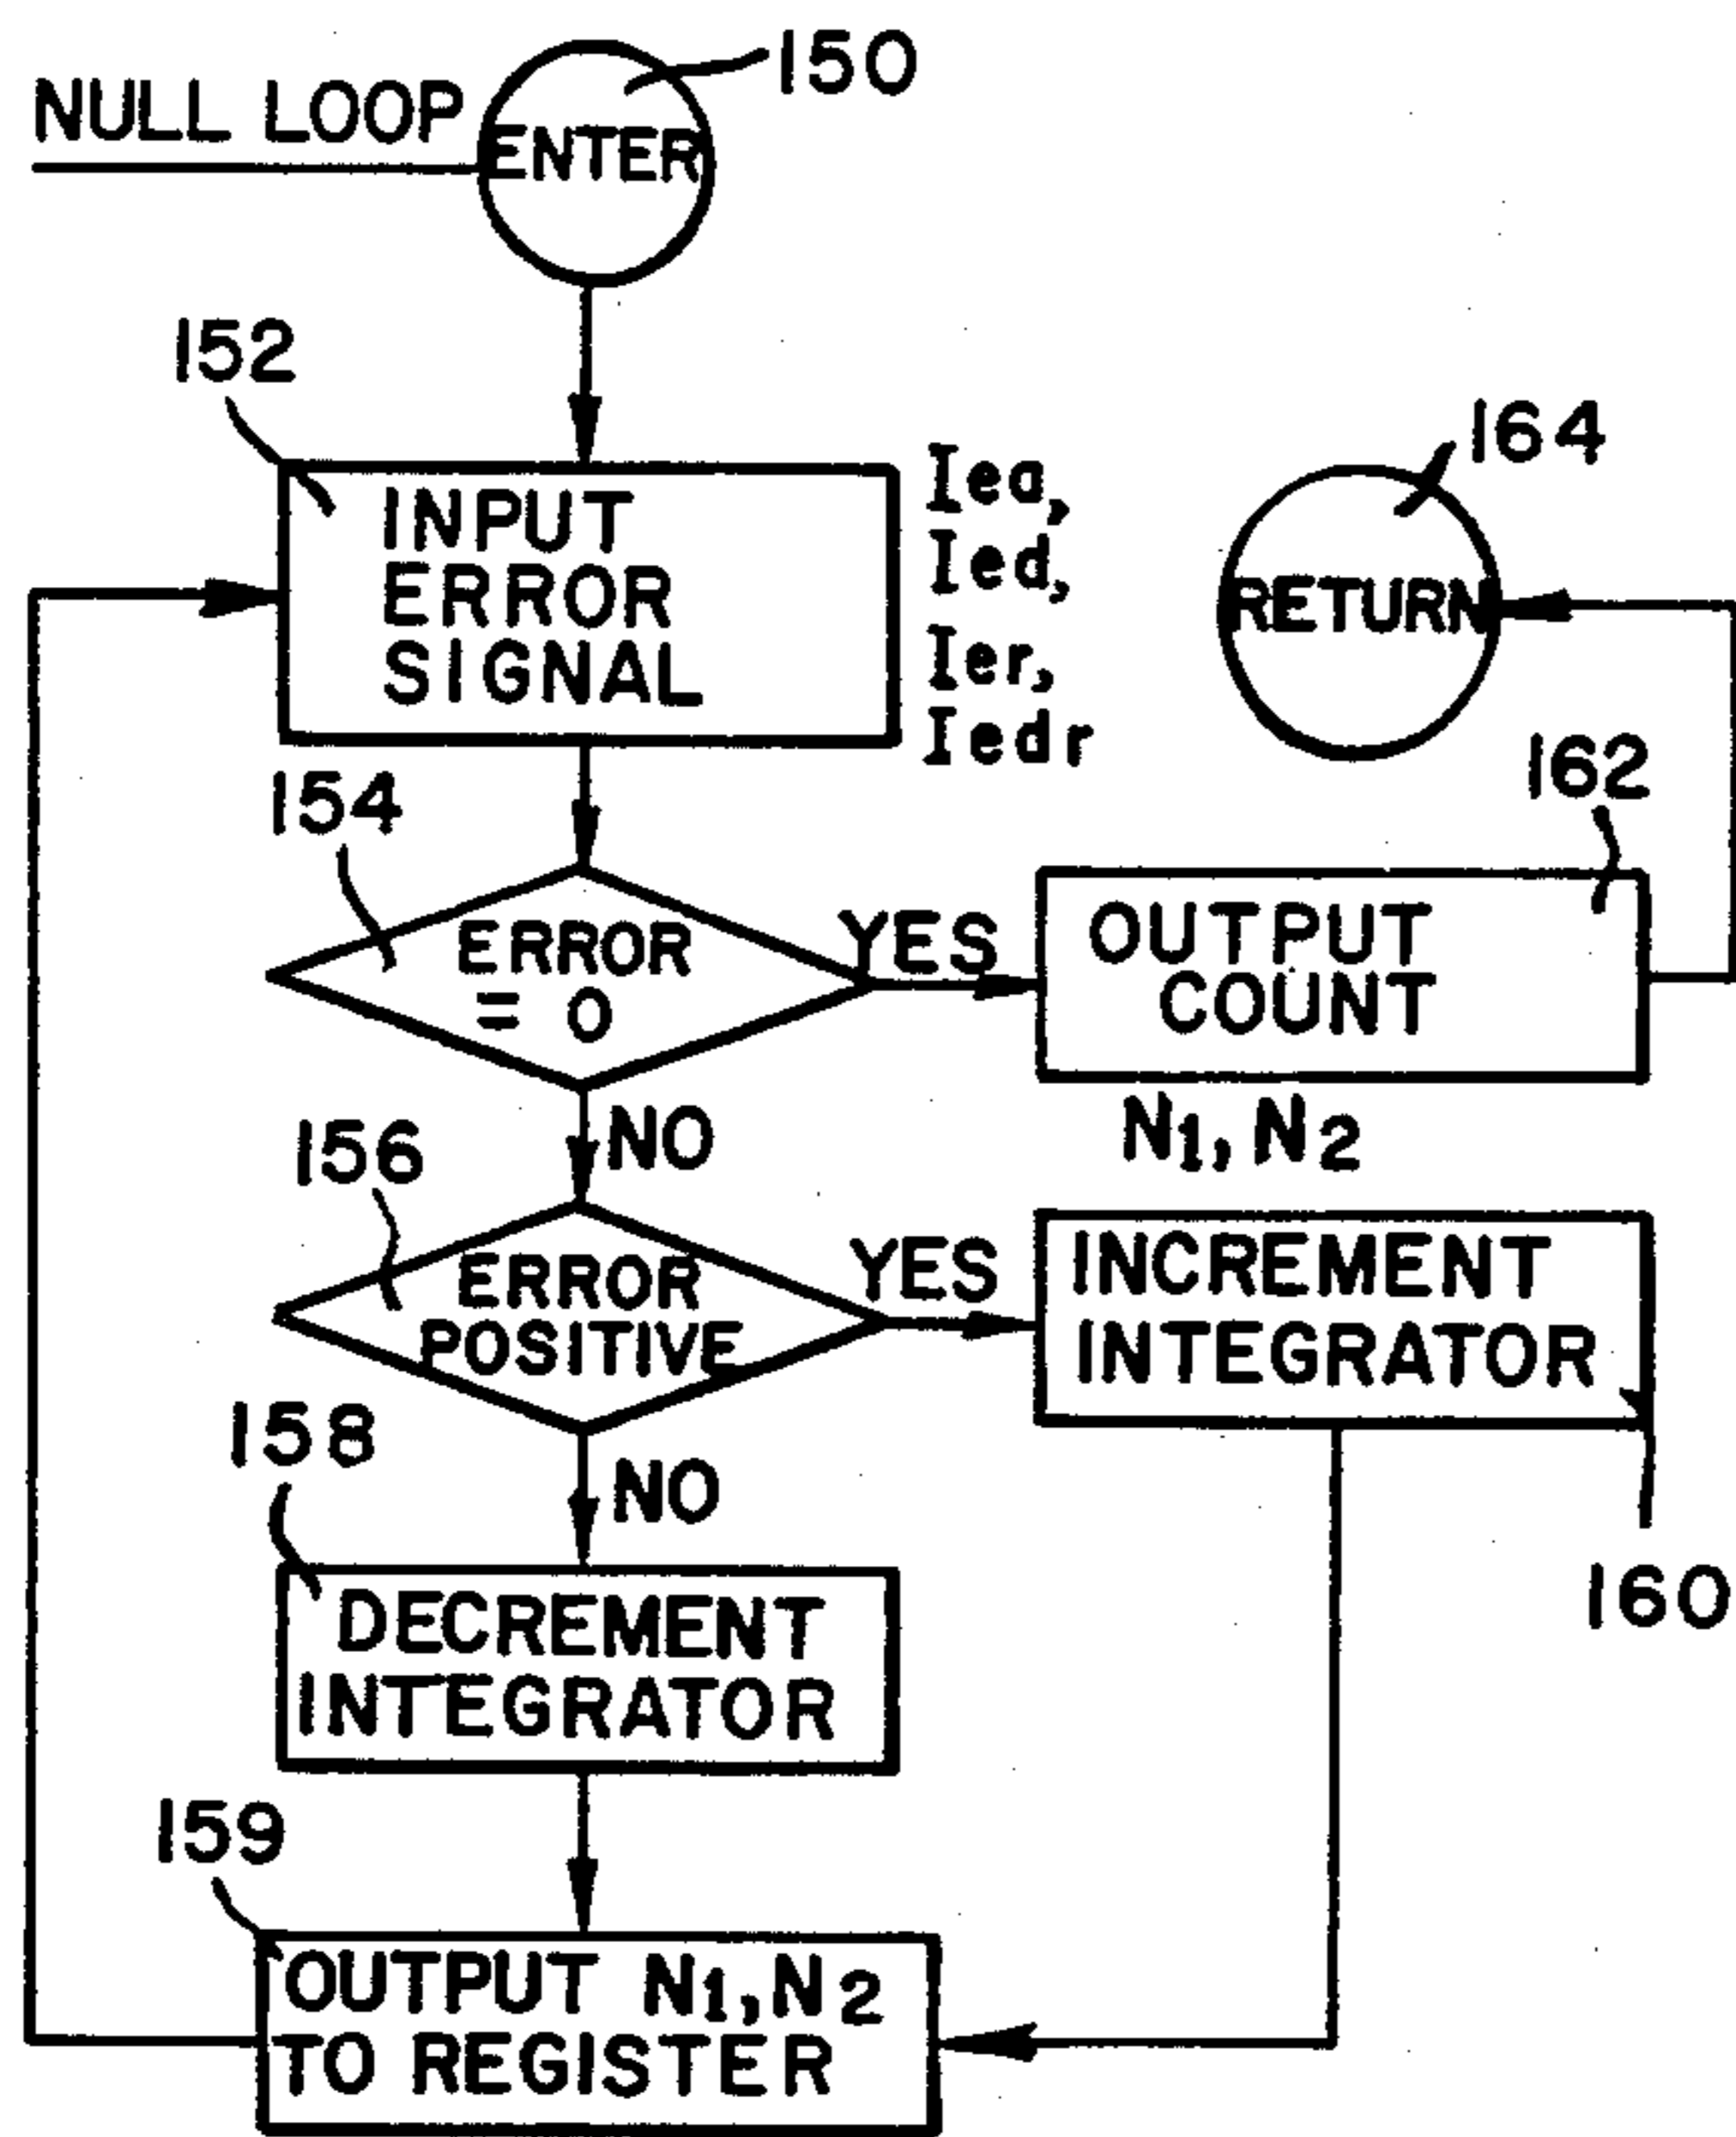 NULL LOOP
ENTER
150
152
INPUT
ERROR
SIGNAL
Iea,
Ied,
Ier,
Iedr
164
RETURN
154
ERROR
= 0
YES
162
OUTPUT
COUNT
N1, N2
NO
156
ERROR
POSITIVE
YES
INCREMENT
INTEGRATOR
160
NO
158
DECREMENT
INTEGRATOR
159
OUTPUT N1, N2
TO REGISTER